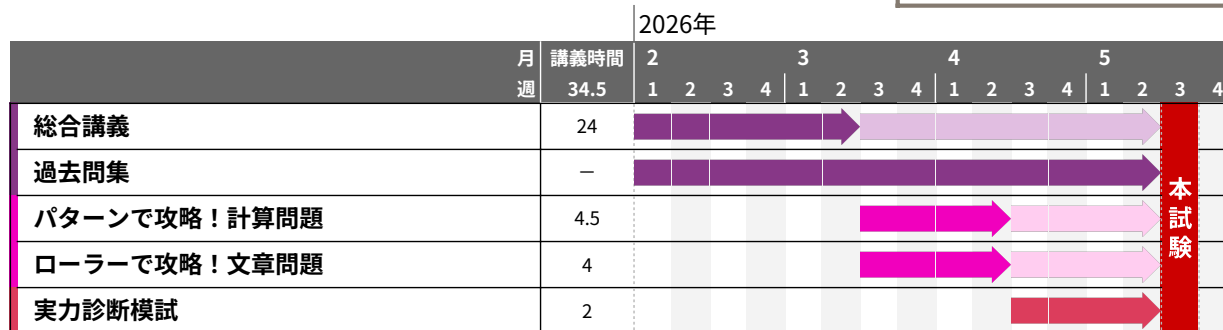 2026年
月 講義時間 2 3 4 5
週 34.5 1 2 3 4 1 2 3 4 1 2 3 4 1 2 3 4
総合講義 24
過去問集 －
パターンで攻略！計算問題 4.5
ローラーで攻略！文章問題 4
実力診断模試 2
本試験